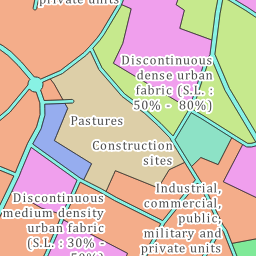 private units
Discontinuous
dense urban
fabric (S.L. :
50% - 80%)
Pastures
Construction
sites
Industrial,
commercial,
public,
military and
private units
Discontinuous
medium density
urban fabric
(S.L. : 30% -
50%)